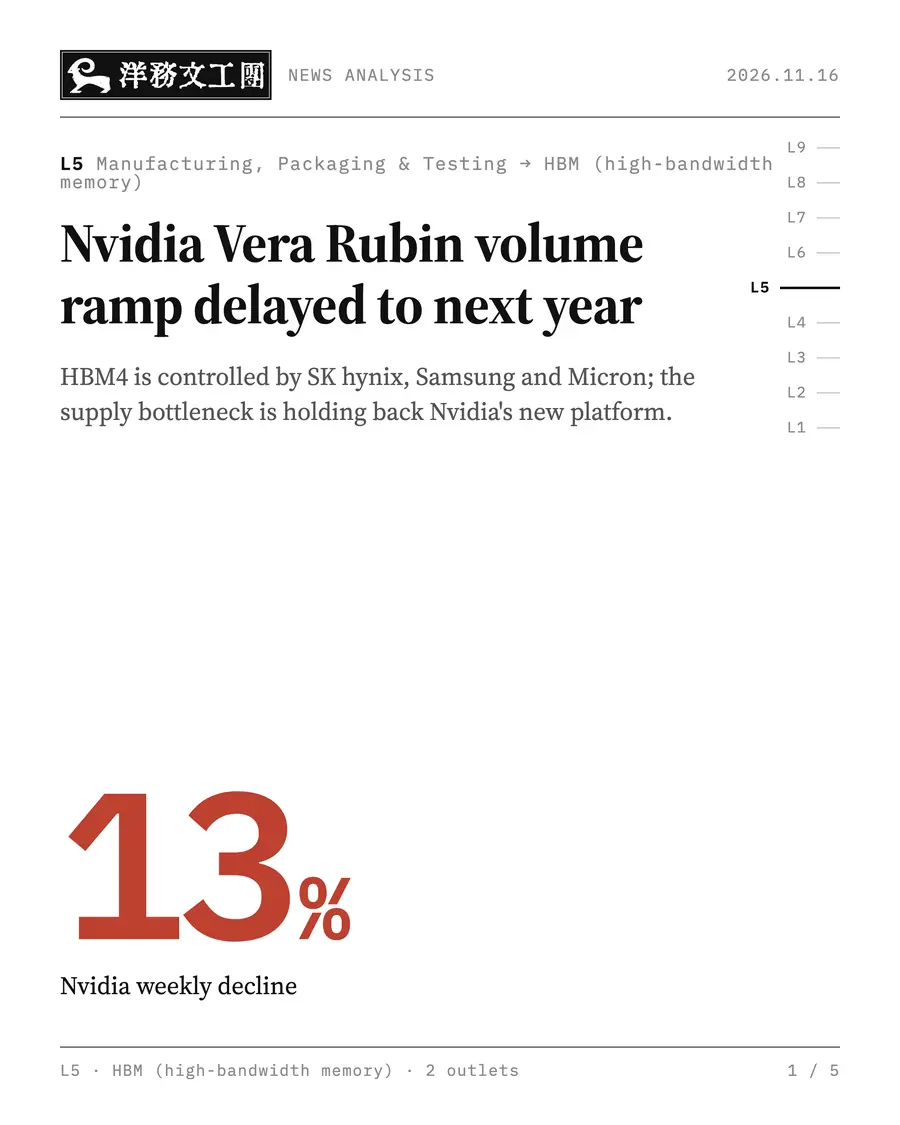 洋務文工團 NEWS ANALYSIS 2026.11.16
L5 Manufacturing, Packaging & Testing → HBM (high-bandwidth
memory)
Nvidia Vera Rubin volume
ramp delayed to next year
HBM4 is controlled by SK hynix, Samsung and Micron; the
supply bottleneck is holding back Nvidia's new platform.
L9
L8
L7
L6
L5
L4
L3
L2
L1
13%
Nvidia weekly decline
L5 · HBM (high-bandwidth memory) · 2 outlets 1 / 5